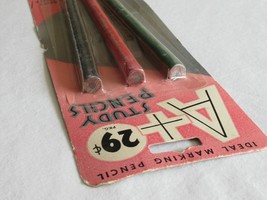 STUDY
PENCILS
A+
29¢
IDEAL MARKING PENCIL